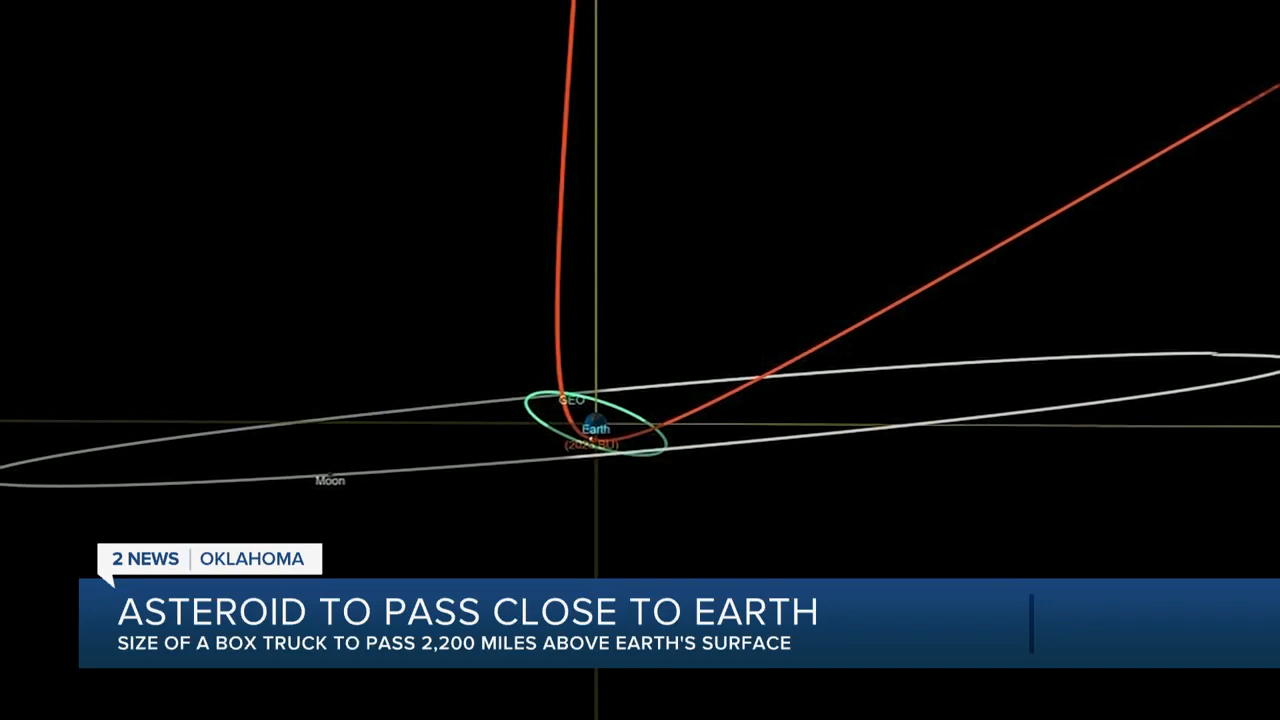 GEO
Earth
Moon
2 NEWS OKLAHOMA
ASTEROID TO PASS CLOSE TO EARTH
SIZE OF A BOX TRUCK TO PASS 2,200 MILES ABOVE EARTH'S SURFACE